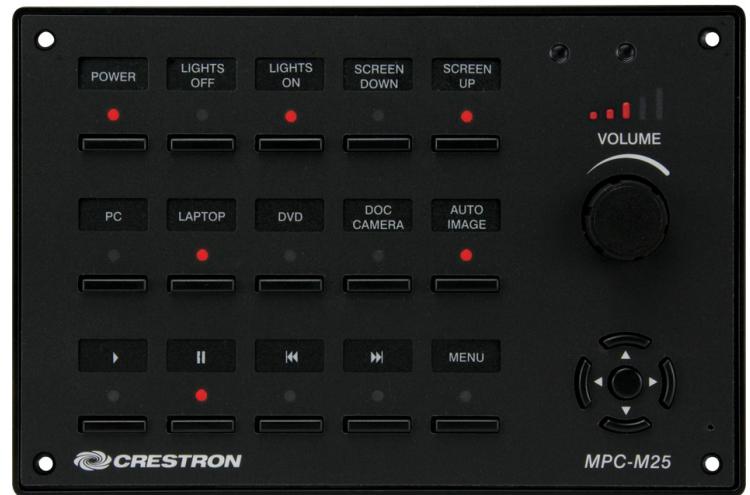 POWER
LIGHTS
OFF
LIGHTS
ON
SCREEN
DOWN
SCREEN
UP
VOLUME
PC
LAPTOP
DVD
DOC
CAMERA
AUTO
IMAGE
MENU
CRESTRON
MPC-M25